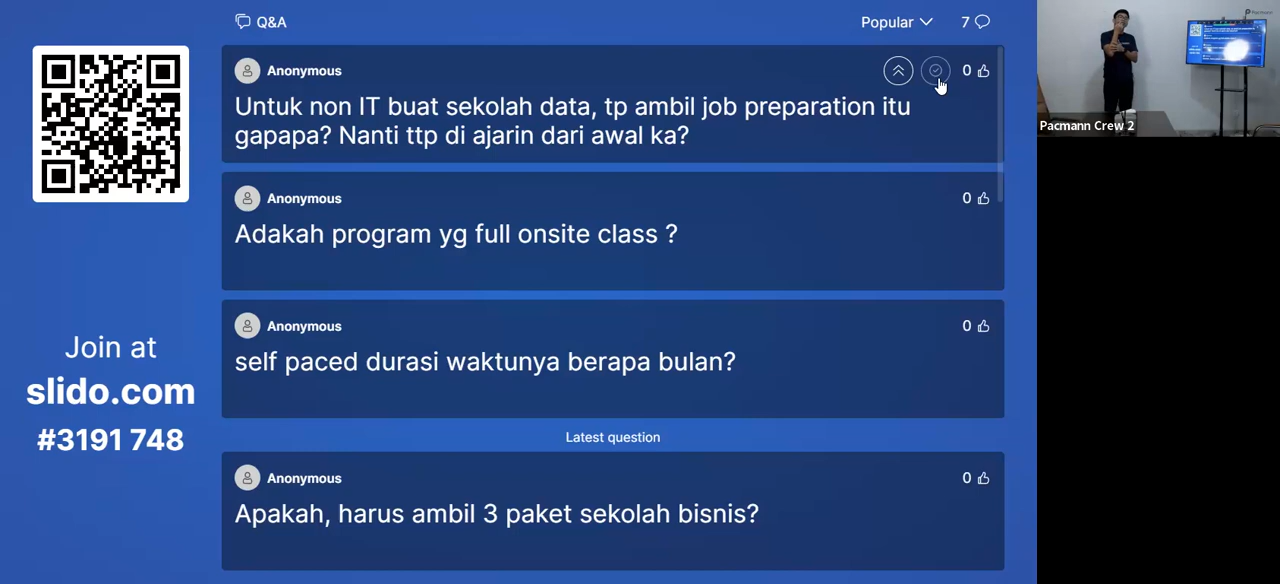 Q&A
Popular
7
Anonymous
0
Untuk non IT buat sekolah data, tp ambil job preparation itu
gapapa? Nanti ttp di ajarin dari awal ka?
Anonymous
0
Adakah program yg full onsite class ?
Anonymous
0
self paced durasi waktunya berapa bulan?
Latest question
Anonymous
0
Apakah, harus ambil 3 paket sekolah bisnis?
Join at
slido.com
#3191 748
Pacmann
Pacmann Crew 2